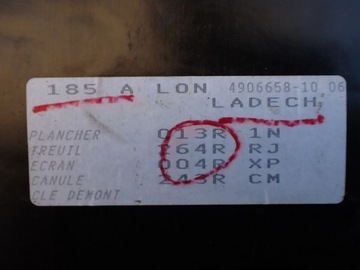 185 A LON 4906658-10 06
LADECH
PLANCHER 013R 1N
TREUIL 264R RJ
ECRAN 004R XP
CANULE 243R CM
CLE DEMONT